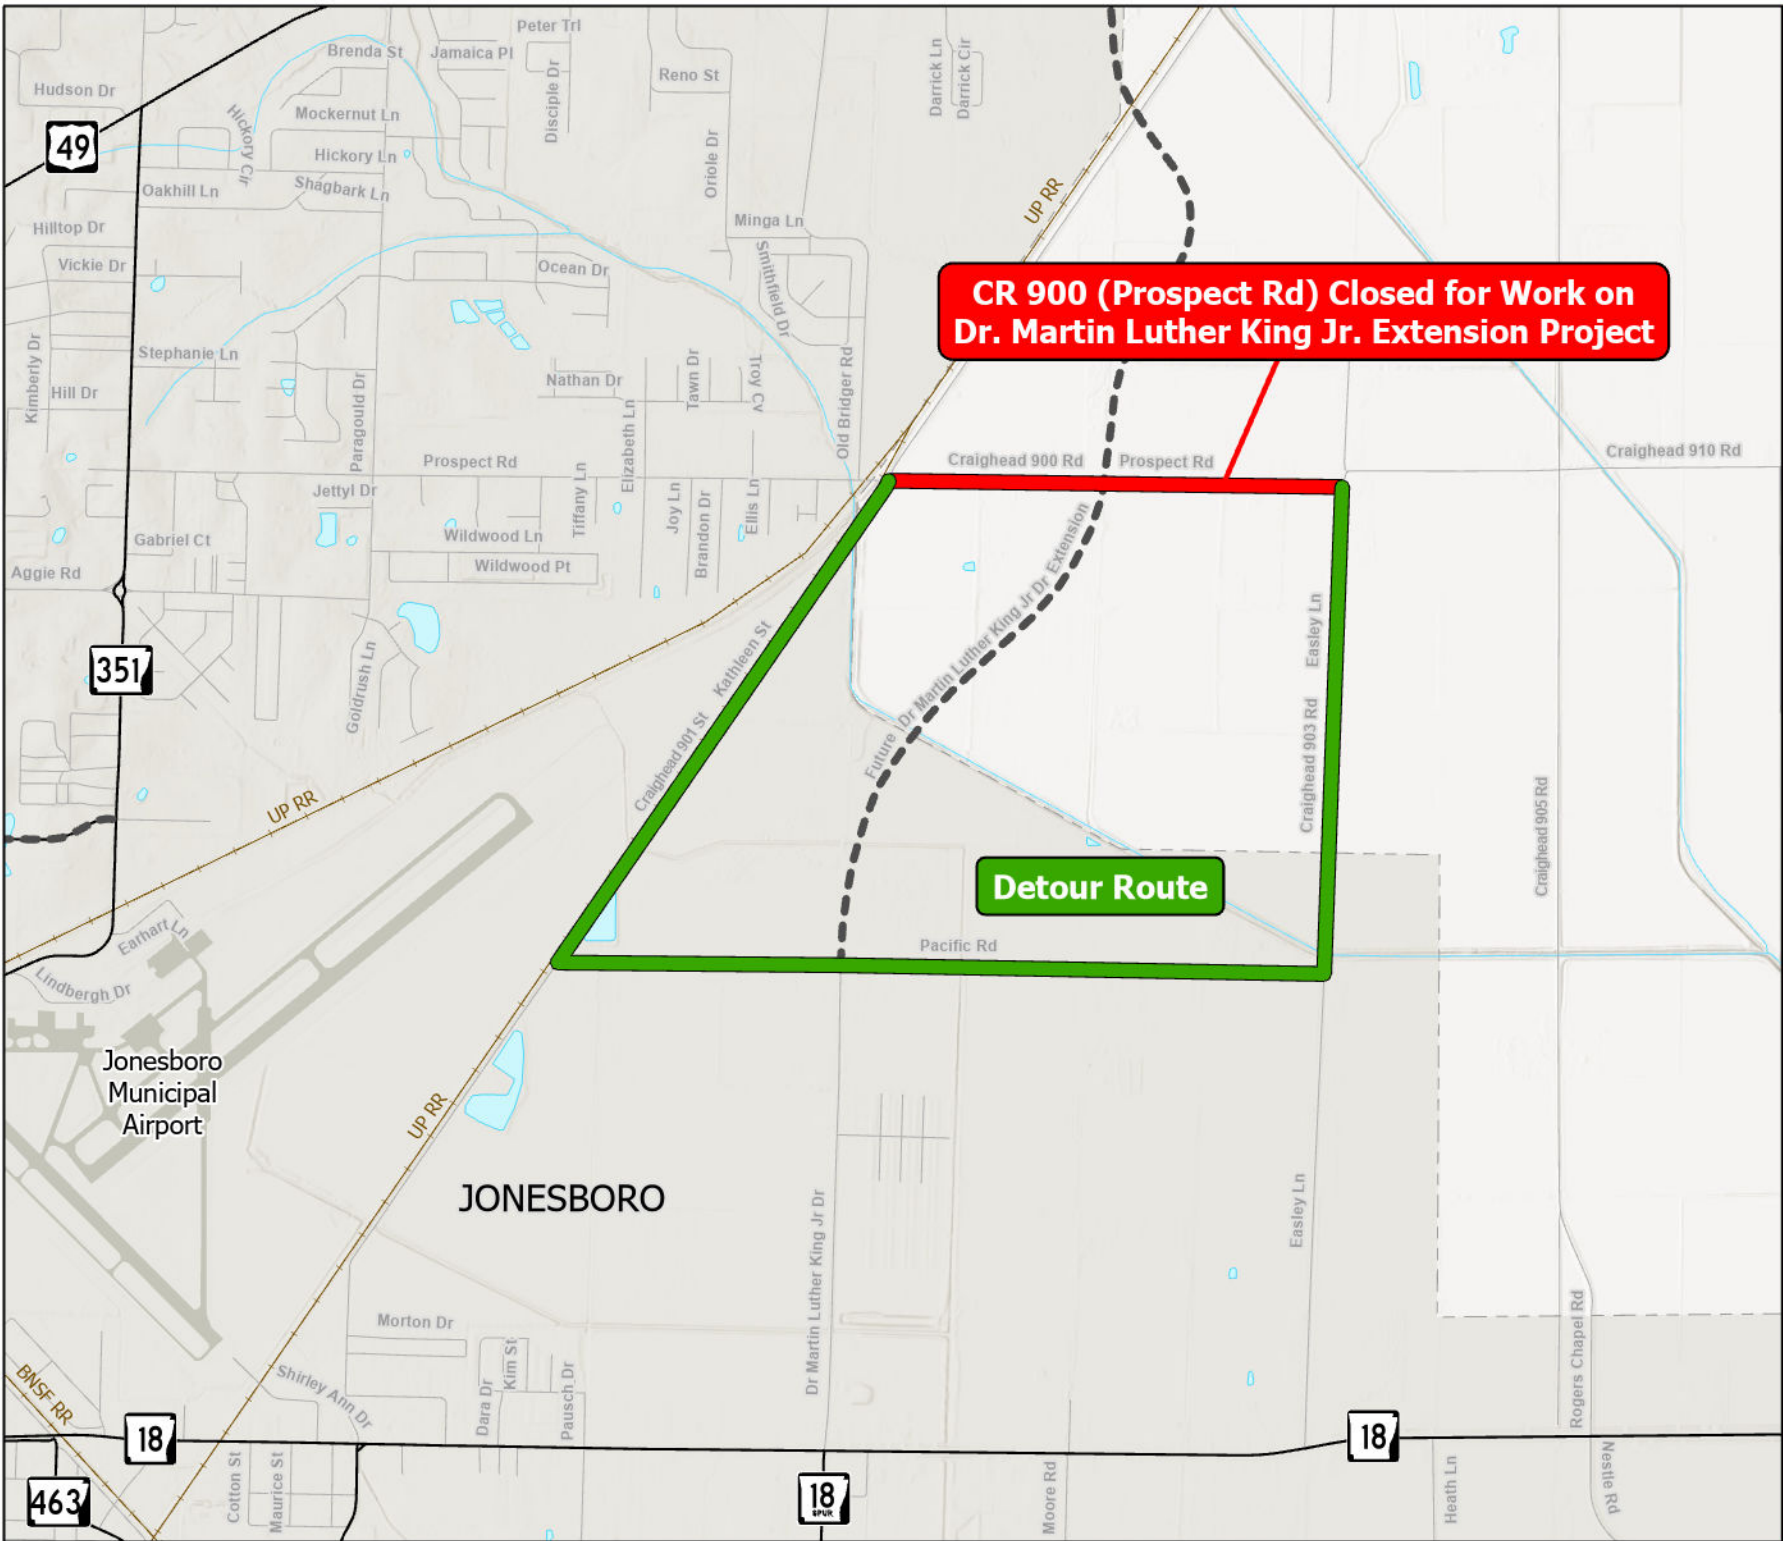 Peter Trl
Brenda St
Jamaica Pl
Hudson Dr
Reno St
Disciple Dr
Darrick Ln
Darrick Cir
Mockernut Ln
Hickory Cir
49
Hickory Ln
Oriole Dr
Oakhill Ln
Shagbark Ln
UP RR
Hilltop Dr
Minga Ln
Vickie Dr
Ocean Dr
Smithfield Dr
CR 900 (Prospect Rd) Closed for Work on
Dr. Martin Luther King Jr. Extension Project
Kimberly Dr
Stephanie Ln
Hill Dr
Nathan Dr
Tawn Dr
Troy Cv
Old Bridger Rd
Paragould Dr
Elizabeth Ln
Prospect Rd
Craighead 900 Rd
Prospect Rd
Craighead 910 Rd
Jettyl Dr
Tiffany Ln
Joy Ln
Brandon Dr
Ellis Ln
Gabriel Ct
Wildwood Ln
Wildwood Pt
Aggie Rd
351
Goldrush Ln
Kathleen St
Craighead 901 St
Future Dr Martin Luther King Jr Dr Extension
Easley Ln
Craighead 903 Rd
Craighead 905 Rd
UP RR
Detour Route
Earhart Ln
Pacific Rd
Lindbergh Dr
Jonesboro
Municipal
Airport
UP RR
JONESBORO
Dr Martin Luther King Jr Dr
Easley Ln
Morton Dr
Kim St
Dara Dr
Pausch Dr
Shirley Ann Dr
Rogers Chapel Rd
BNSF RR
18
18
463
Cotton St
Maurice St
18
SPUR
Moore Rd
Heath Ln
Nestle Rd